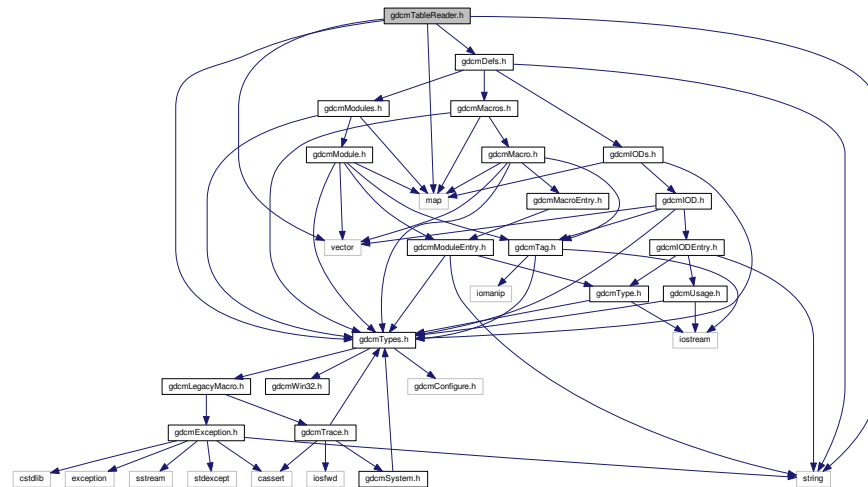 gdcmTableReader.h
gdcmDefs.h
gdcmModules.h
gdcmMacros.h
gdcmModule.h
gdcmMacro.h
gdcmIODs.h
map
gdcmMacroEntry.h
gdcmIOD.h
vector
gdcmModuleEntry.h
gdcmTag.h
gdcmIODEntry.h
iomanip
gdcmType.h
gdcmUsage.h
gdcmTypes.h
iostream
gdcmLegacyMacro.h
gdcmWin32.h
gdcmConfigure.h
gdcmException.h
gdcmTrace.h
cstdlib
exception
sstream
stdexcept
cassert
iosfwd
gdcmSystem.h
string